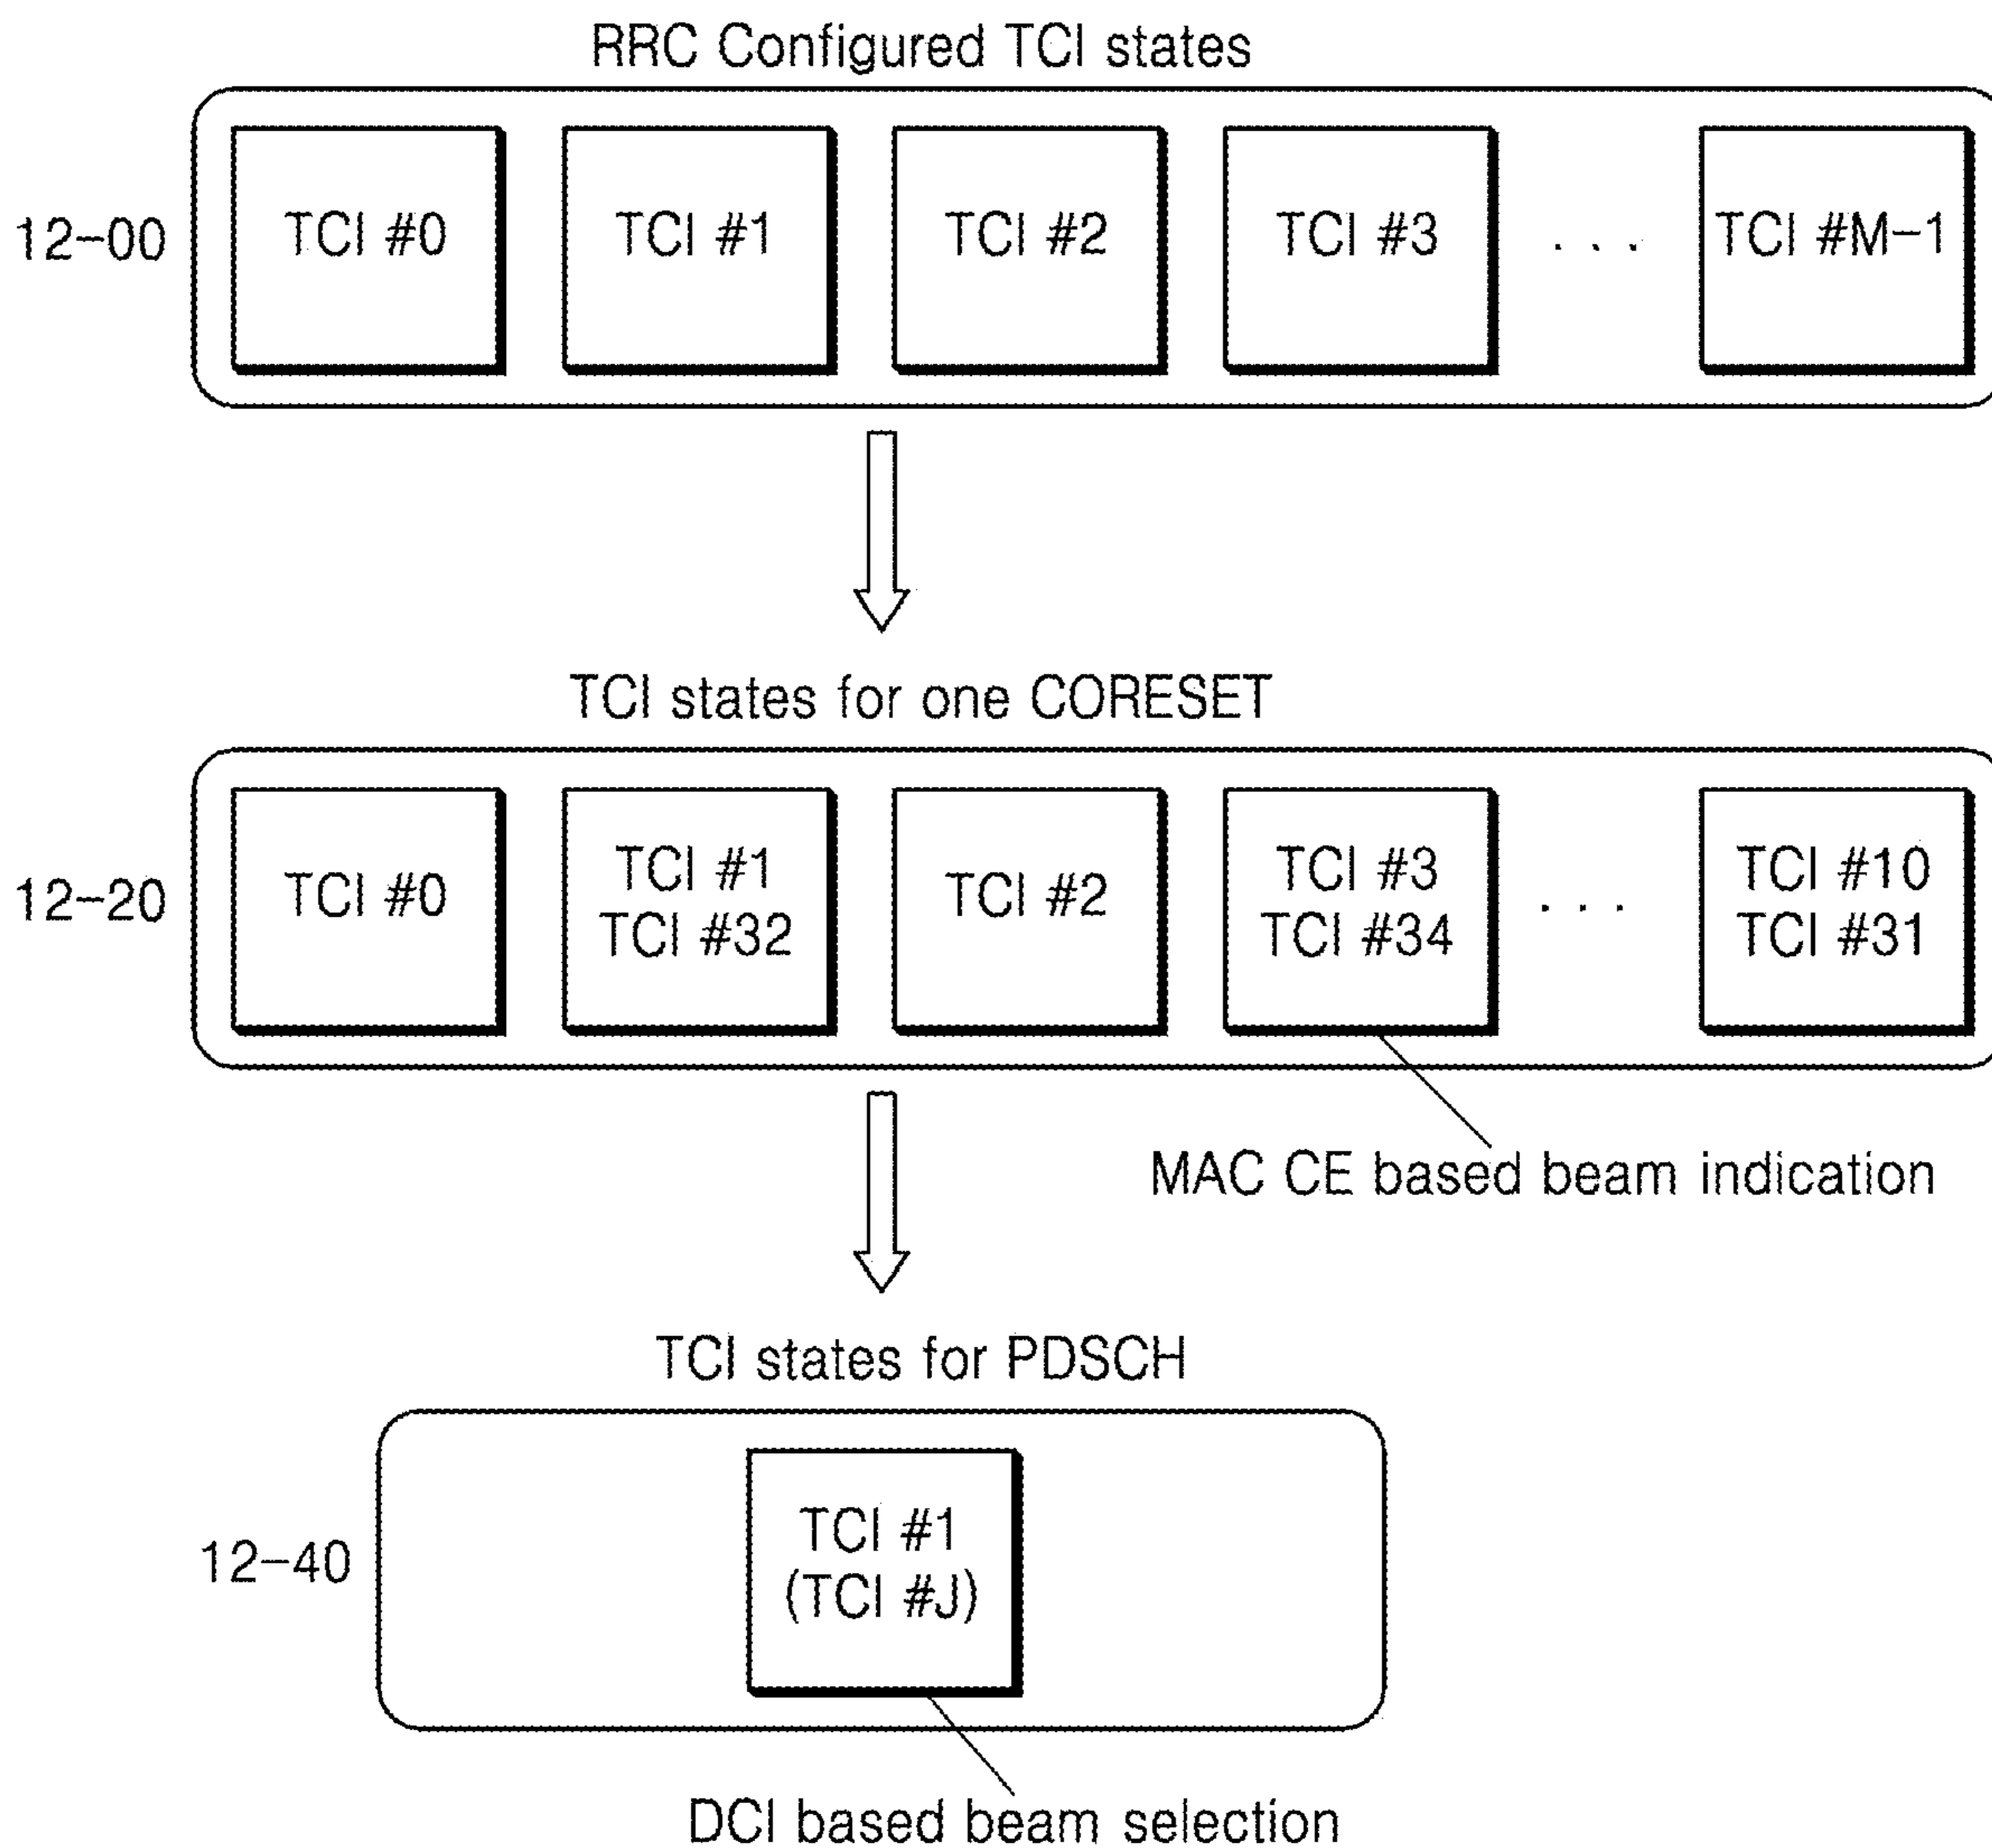 RRC Configured TCI states
12-00
TCI #0 TCI #1 TCI #2 TCI #3 . . . TCI #M-1
TCI states for one CORESET
12-20
TCI #0
TCI #1
TCI #32
TCI #2
TCI #3
TCI #34
. . .
TCI #10
TCI #31
MAC CE based beam indication
TCI states for PDSCH
12-40
TCI #1
(TCI #J)
DCI based beam selection